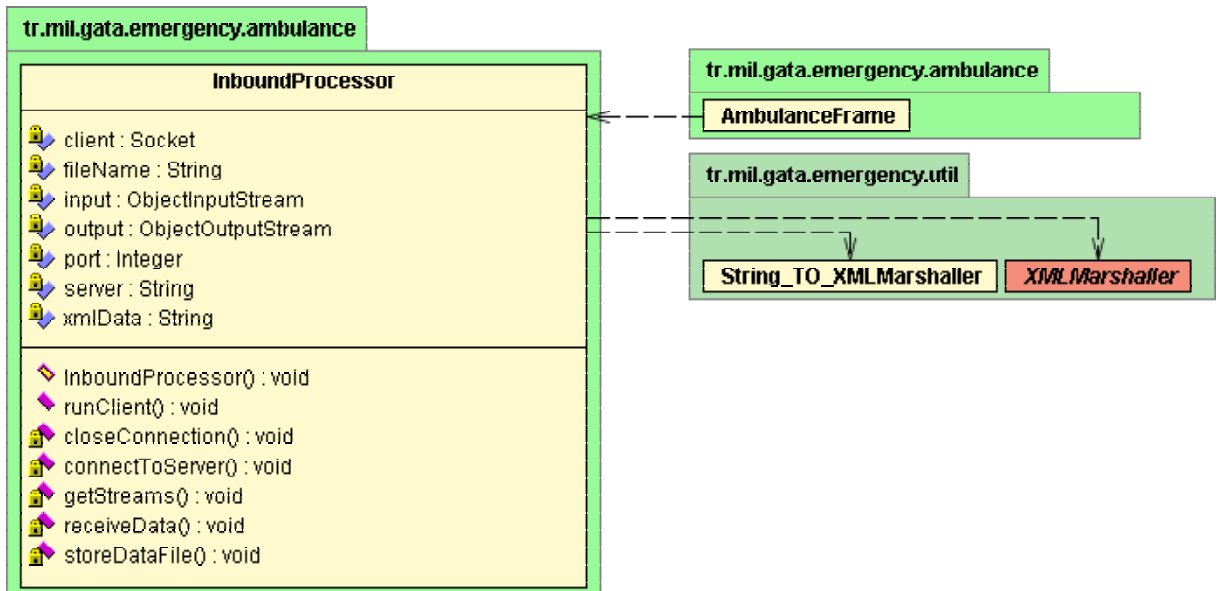 tr.mil.gata.emergency.ambulance
InboundProcessor
client : Socket
fileName : String
input : ObjectInputStream
output : ObjectOutputStream
port : Integer
server : String
xmlData : String
InboundProcessor() : void
runClient() : void
closeConnection() : void
connectToServer() : void
getStreams() : void
receiveData() : void
storeDataFile() : void
tr.mil.gata.emergency.ambulance
AmbulanceFrame
tr.mil.gata.emergency.util
String_TO_XMLMarshaller
XMLMarshaller